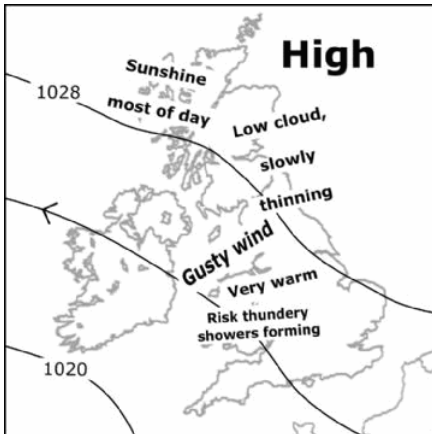 High
Sunshine
most of day
1028
Low cloud,
slowly
thinning
Gusty wind
Very warm
Risk thundery
showers forming
1020